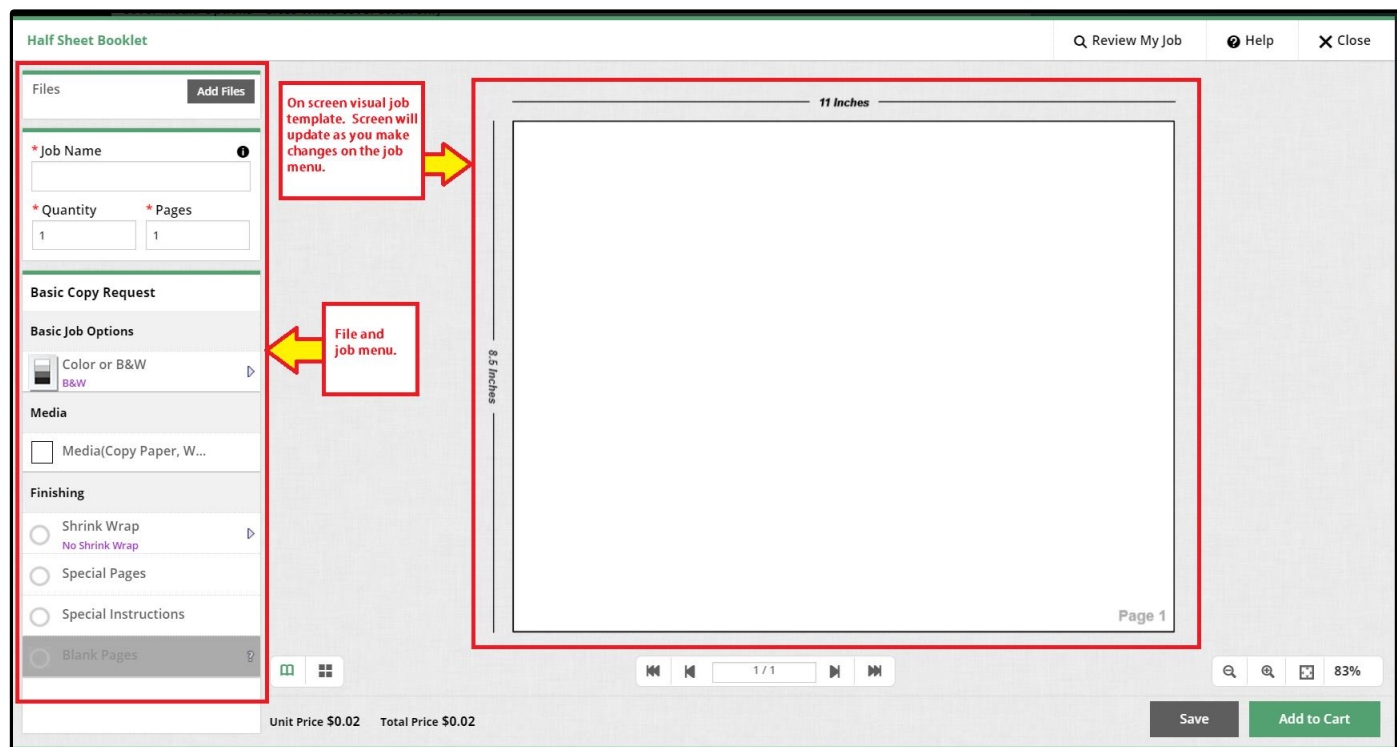 Half Sheet Booklet
Review My Job
Help
Close
Files
Add Files
* Job Name
* Quantity
* Pages
1
1
Basic Copy Request
Basic Job Options
Color or B&W
B&W
Media
Media(Copy Paper, W...
Finishing
Shrink Wrap
No Shrink Wrap
Special Pages
Special Instructions
Blank Pages
?
On screen visual job
template. Screen will
update as you make
changes on the job
menu.
File and
job menu.
11 Inches
8.5 Inches
Page 1
1 / 1
83%
Unit Price $0.02 Total Price $0.02
Save
Add to Cart